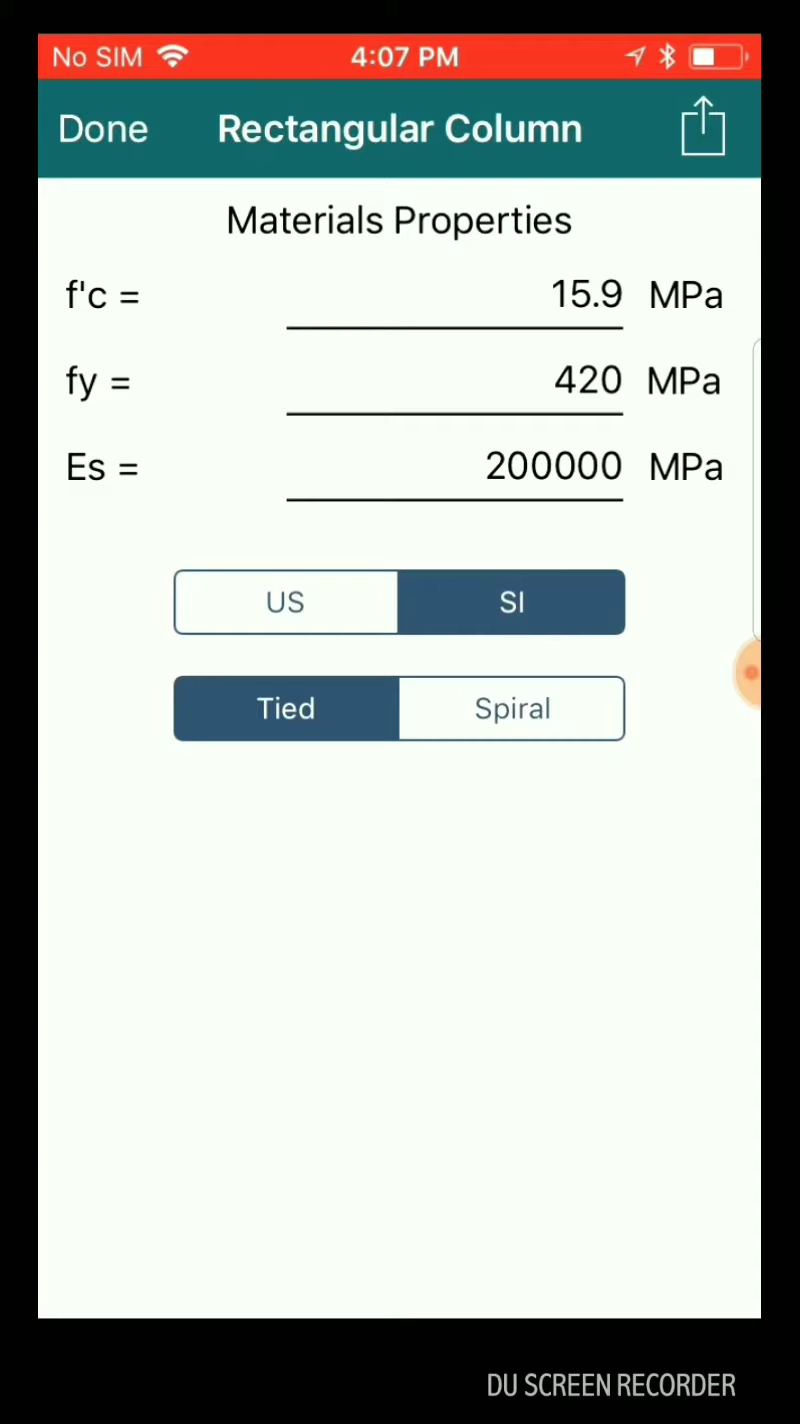 No SIM 4:07 PM
Done Rectangular Column
Materials Properties
f'c = 15.9 MPa
fy = 420 MPa
Es = 200000 MPa
US SI
Tied Spiral
DU SCREEN RECORDER